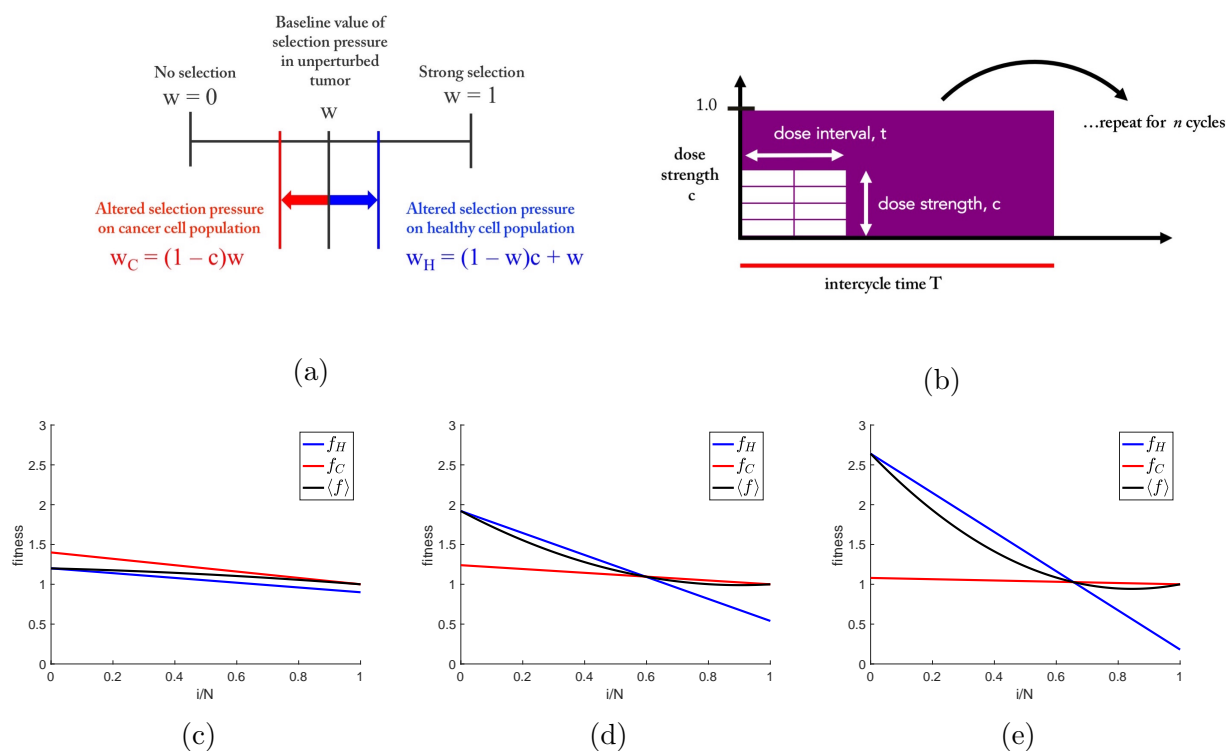 Baseline value of
selection pressure
in unperturbed
tumor
No selection
w = 0
w
Strong selection
w = 1
Altered selection pressure
on cancer cell population
w_C = (1 – c)w
Altered selection pressure
on healthy cell population
w_H = (1 – w)c + w
(a)
1.0
dose
strength
c
dose interval, t
dose strength, c
...repeat for n cycles
intercycle time T
(b)
3
2.5
2
1.5
1
0.5
0
fitness
0 0.2 0.4 0.6 0.8 1
i/N
f_H
f_C
⟨f⟩
(c)
3
2.5
2
1.5
1
0.5
0
fitness
0 0.2 0.4 0.6 0.8 1
i/N
f_H
f_C
⟨f⟩
(d)
3
2.5
2
1.5
1
0.5
0
fitness
0 0.2 0.4 0.6 0.8 1
i/N
f_H
f_C
⟨f⟩
(e)